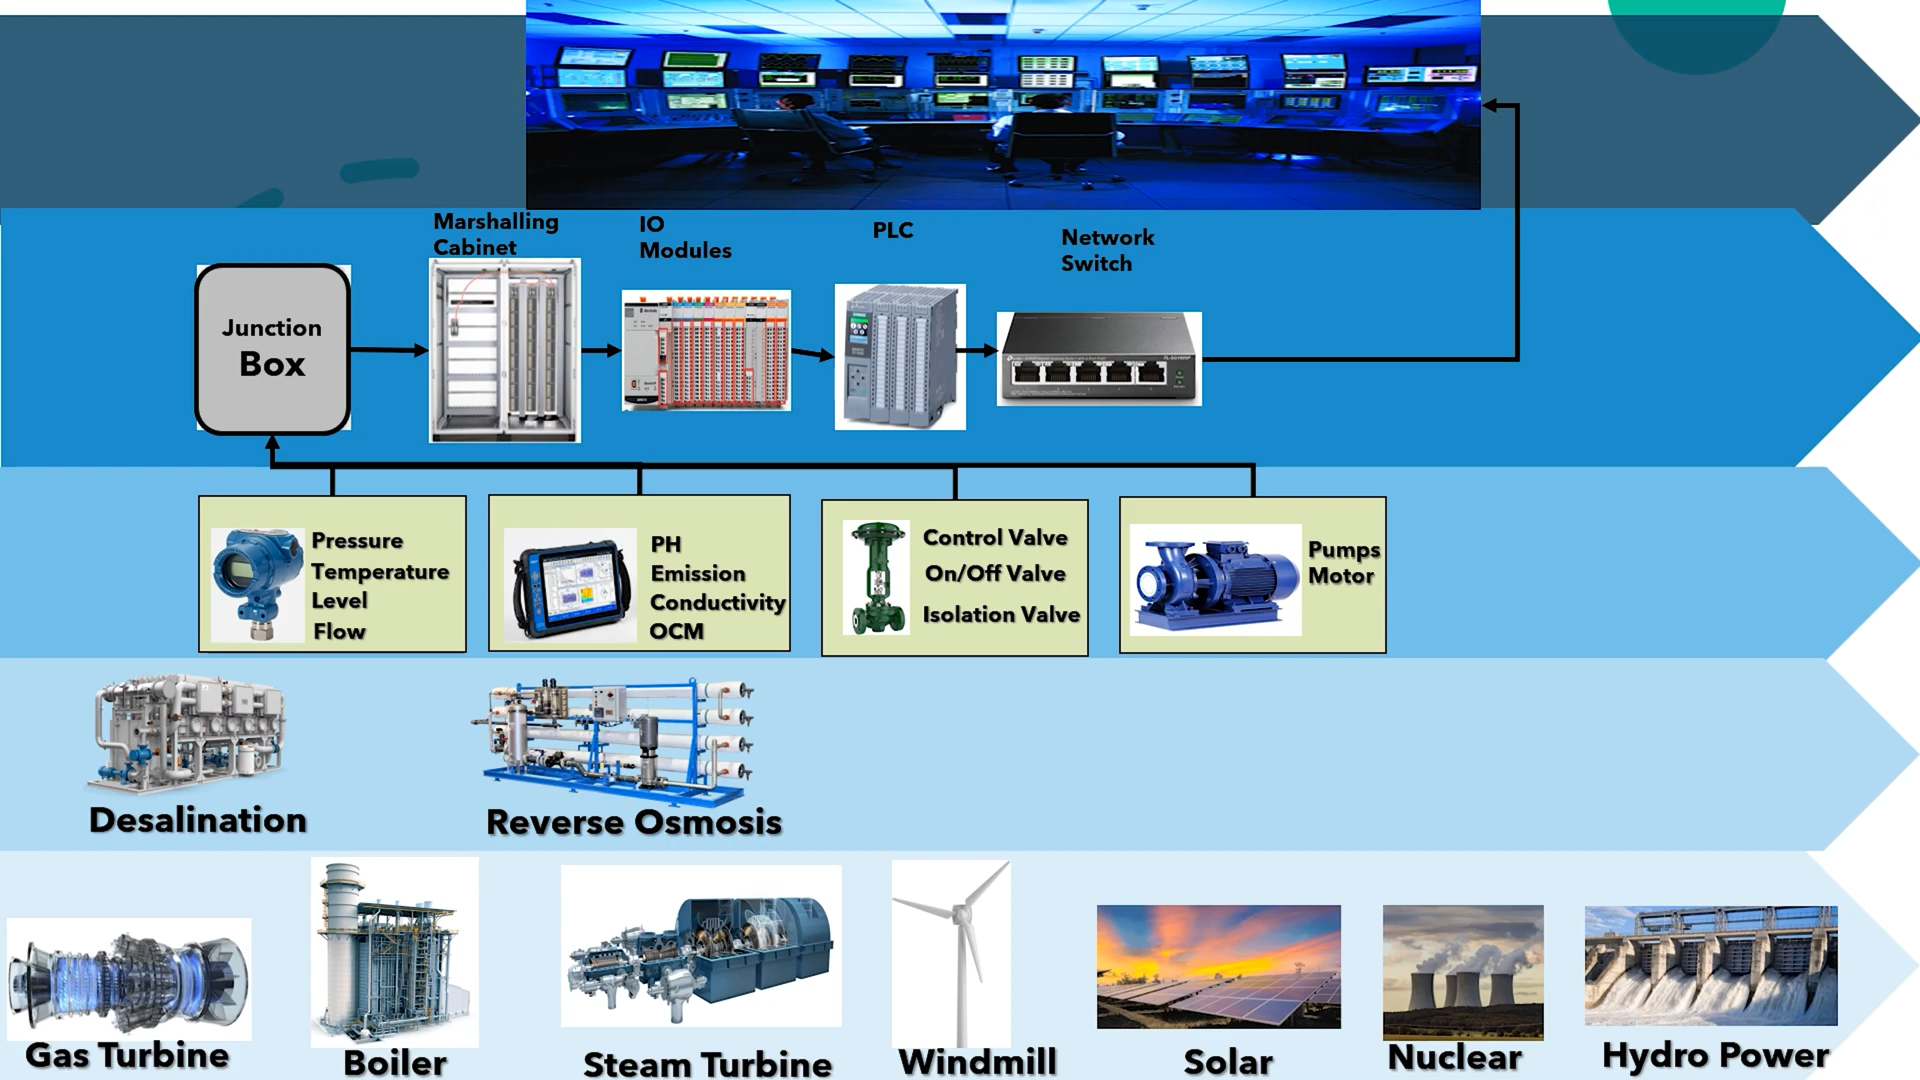 Marshalling
Cabinet
IO
Modules
PLC
Network
Switch
Junction
Box
Pressure
Temperature
Level
Flow
PH
Emission
Conductivity
OCM
Control Valve
On/Off Valve
Isolation Valve
Pumps
Motor
Desalination
Reverse Osmosis
Gas Turbine
Boiler
Steam Turbine
Windmill
Solar
Nuclear
Hydro Power